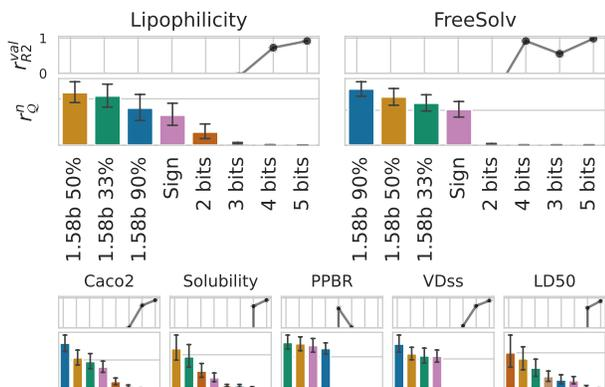 Lipophilicity
FreeSolv
r_{R2}^{val}
1
0
r_Q^n
1.58b 50%
1.58b 33%
1.58b 90%
Sign
2 bits
3 bits
4 bits
5 bits
1.58b 90%
1.58b 50%
1.58b 33%
Sign
2 bits
3 bits
4 bits
5 bits
Caco2
Solubility
PPBR
VDss
LD50